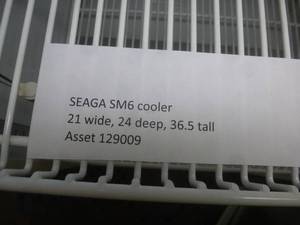 SEAGA SM6 cooler
21 wide, 24 deep, 36.5 tall
Asset 129009